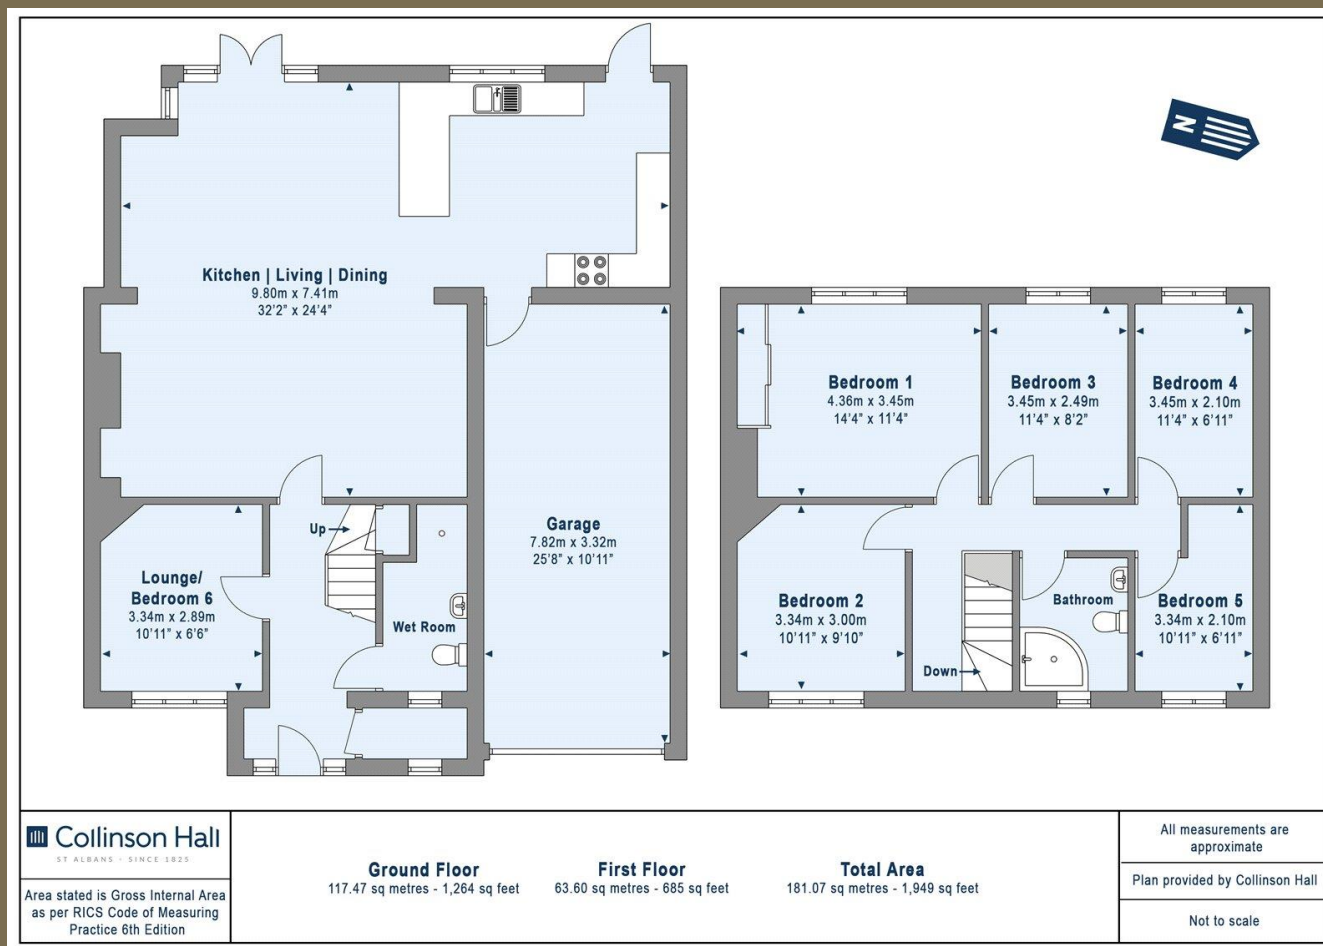 N
Kitchen | Living | Dining
9.80m x 7.41m
32'2" x 24'4"
Up
Garage
7.82m x 3.32m
25'8" x 10'11"
Lounge/
Bedroom 6
3.34m x 2.89m
10'11" x 6'6"
Wet Room
Bedroom 1
4.36m x 3.45m
14'4" x 11'4"
Bedroom 3
3.45m x 2.49m
11'4" x 8'2"
Bedroom 4
3.45m x 2.10m
11'4" x 6'11"
Bedroom 2
3.34m x 3.00m
10'11" x 9'10"
Down
Bathroom
Bedroom 5
3.34m x 2.10m
10'11" x 6'11"
Collinson Hall
ST ALBANS - SINCE 1825
Area stated is Gross Internal Area
as per RICS Code of Measuring
Practice 6th Edition
Ground Floor
117.47 sq metres - 1,264 sq feet
First Floor
63.60 sq metres - 685 sq feet
Total Area
181.07 sq metres - 1,949 sq feet
All measurements are
approximate
Plan provided by Collinson Hall
Not to scale